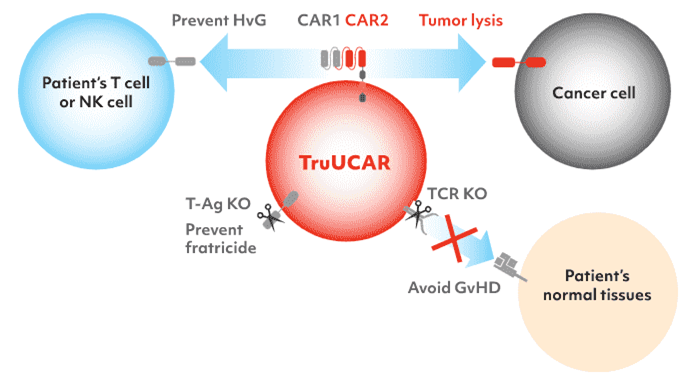 Prevent HvG
CAR1 CAR2
Tumor lysis
Patient's T cell
or NK cell
Cancer cell
TruUCAR
T-Ag KO
Prevent
fratricide
TCR KO
Avoid GvHD
Patient's
normal tissues